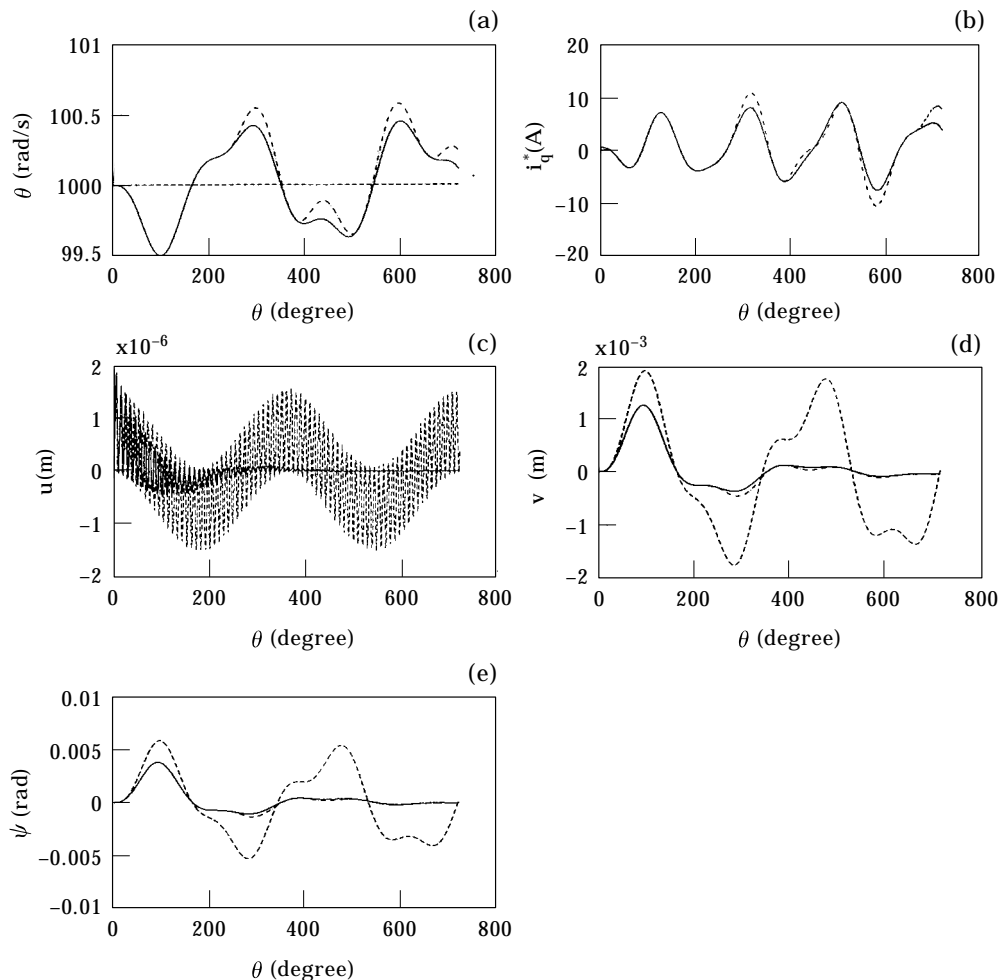 (a)
101
100.5
1000
99.5
θ (rad/s)
0 200 400 600 800
θ (degree)
(b)
20
10
0
−10
−20
i*q(A)
0 200 400 600 800
θ (degree)
(c)
x10⁻⁶
2
1
0
−1
−2
u(m)
0 200 400 600 800
θ (degree)
(d)
x10⁻³
2
1
0
−1
−2
v (m)
0 200 400 600 800
θ (degree)
(e)
0.01
0.005
0
−0.005
−0.01
ψ (rad)
0 200 400 600 800
θ (degree)